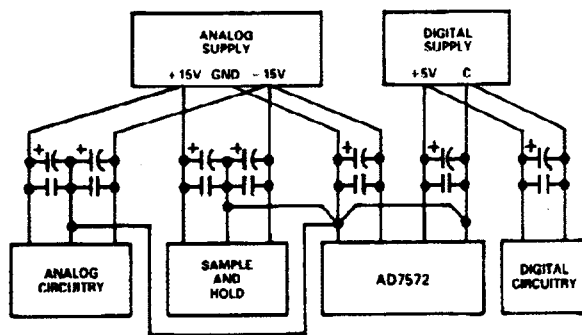 ANALOG
SUPPLY
+15V GND -15V
DIGITAL
SUPPLY
+5V C
+ + + + + + +
ANALOG
CIRCUITRY
SAMPLE
AND
HOLD
AD7572
DIGITAL
CIRCUITRY